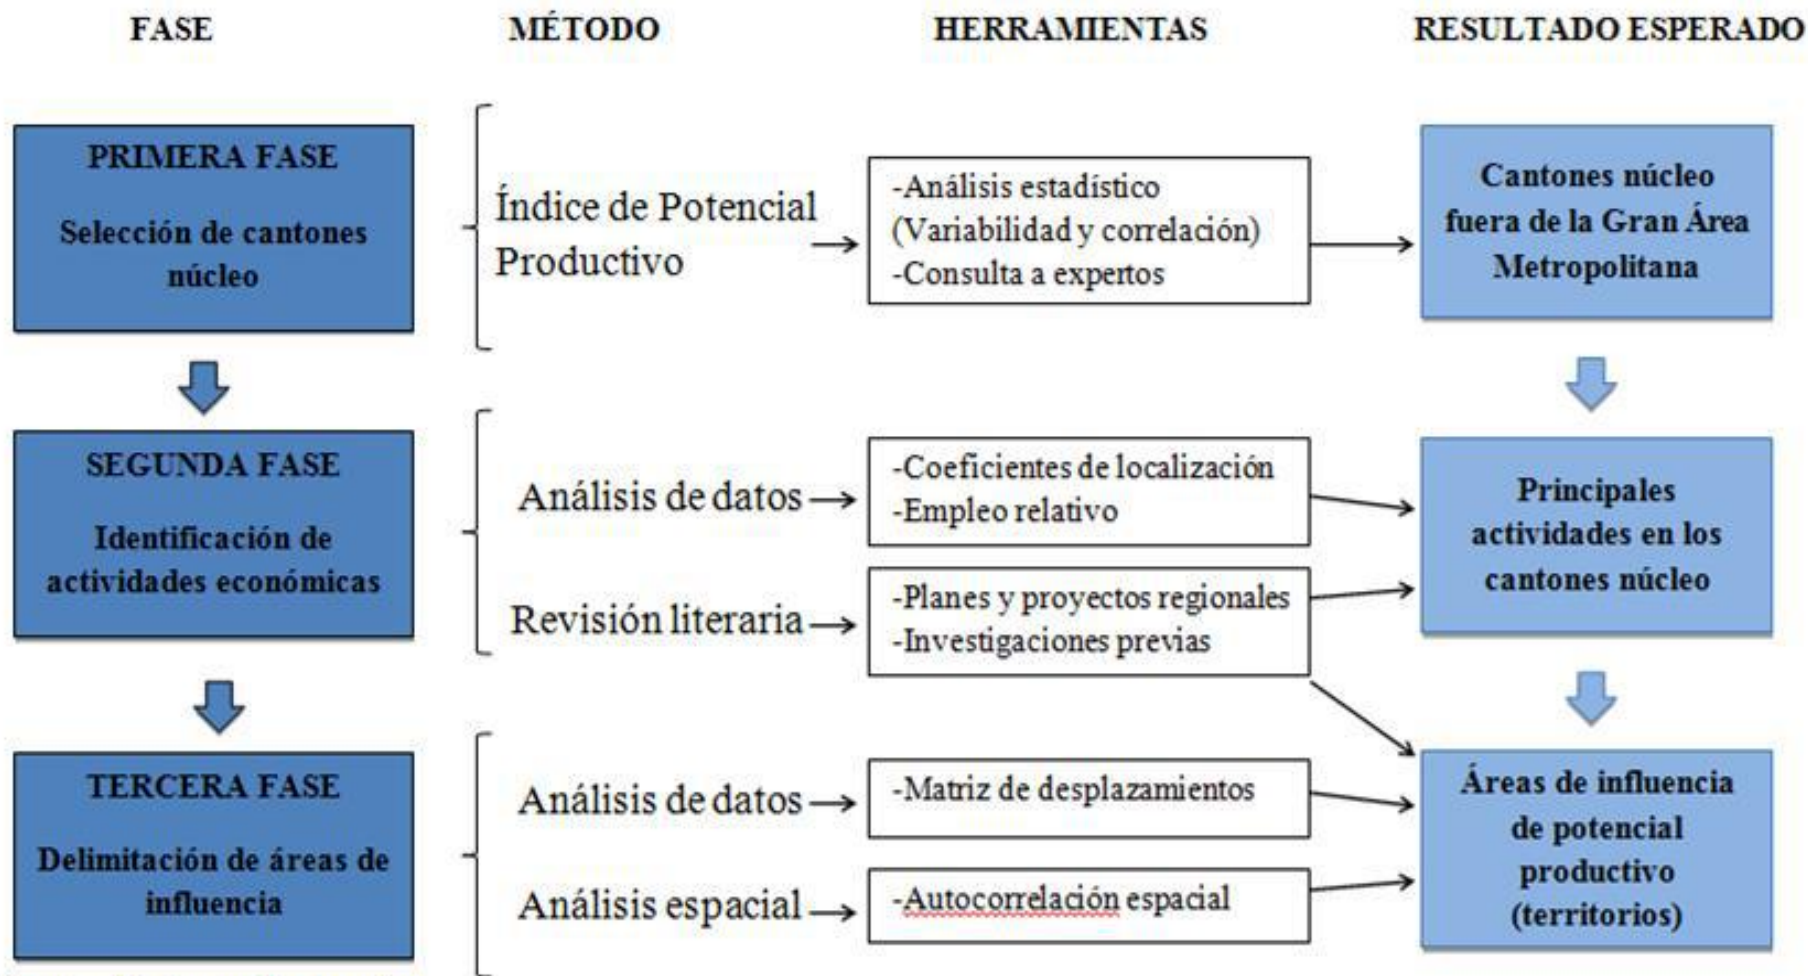 FASE
MÉTODO
HERRAMIENTAS
RESULTADO ESPERADO
PRIMERA FASE
Selección de cantones
núcleo
Índice de Potencial
Productivo
-Análisis estadístico
(Variabilidad y correlación)
-Consulta a expertos
Cantones núcleo
fuera de la Gran Área
Metropolitana
SEGUNDA FASE
Identificación de
actividades económicas
Análisis de datos
-Coeficientes de localización
-Empleo relativo
Revisión literaria
-Planes y proyectos regionales
-Investigaciones previas
Principales
actividades en los
cantones núcleo
TERCERA FASE
Delimitación de áreas de
influencia
Análisis de datos
-Matriz de desplazamientos
Análisis espacial
-Autocorrelación espacial
Áreas de influencia
de potencial
productivo
(territorios)